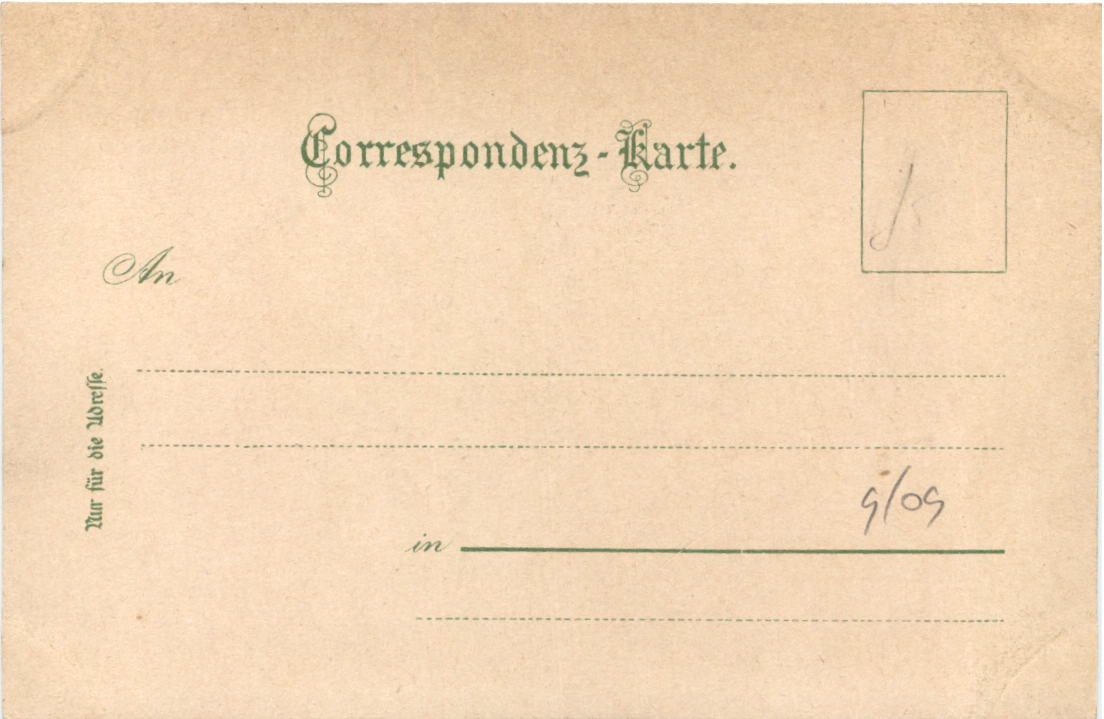 Correspondenz-Karte.
An
Nur für die Adresse.
9/09
in